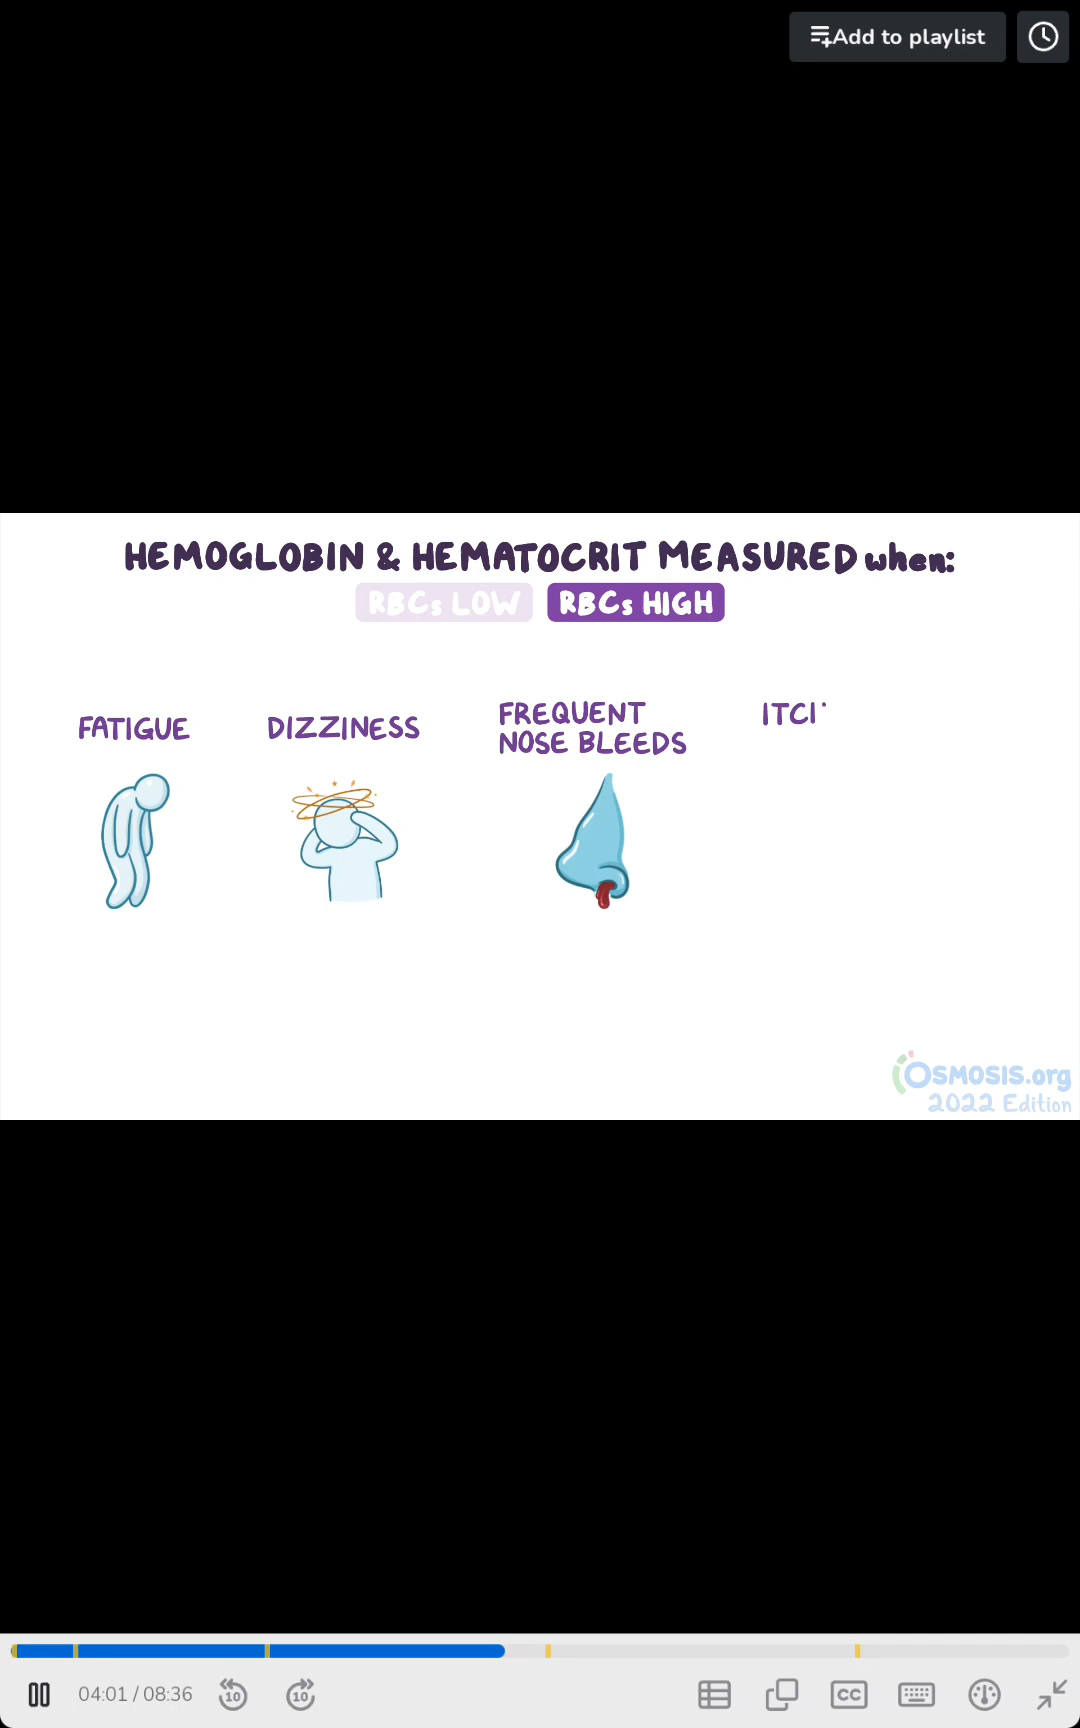 Add to playlist
HEMOGLOBIN & HEMATOCRIT MEASURED when:
RBCs LOW RBCs HIGH
FATIGUE
DIZZINESS
FREQUENT
NOSE BLEEDS
ITCI
OSMOSIS.org
2022 Edition
04:01 / 08:36
10
10
CC